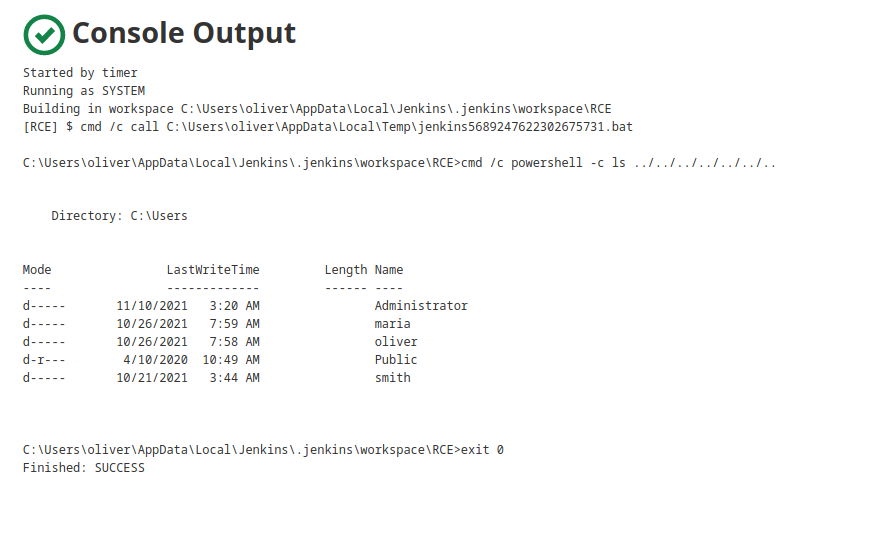 Console Output
Started by timer
Running as SYSTEM
Building in workspace C:\Users\oliver\AppData\Local\Jenkins\.jenkins\workspace\RCE
[RCE] $ cmd /c call C:\Users\oliver\AppData\Local\Temp\jenkins5689247622302675731.bat
C:\Users\oliver\AppData\Local\Jenkins\.jenkins\workspace\RCE>cmd /c powershell -c ls ../../../../../../..
    Directory: C:\Users
Mode                LastWriteTime         Length Name
----                -------------         ------ ----
d-----       11/10/2021   3:20 AM                Administrator
d-----       10/26/2021   7:59 AM                maria
d-----       10/26/2021   7:58 AM                oliver
d-r---        4/10/2020  10:49 AM                Public
d-----       10/21/2021   3:44 AM                smith
C:\Users\oliver\AppData\Local\Jenkins\.jenkins\workspace\RCE>exit 0
Finished: SUCCESS